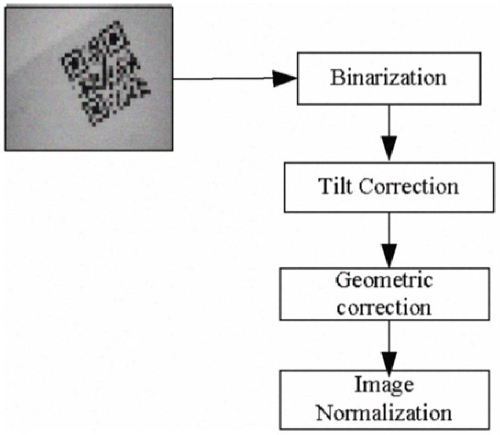 Binarization
Tilt Correction
Geometric
correction
Image
Normalization